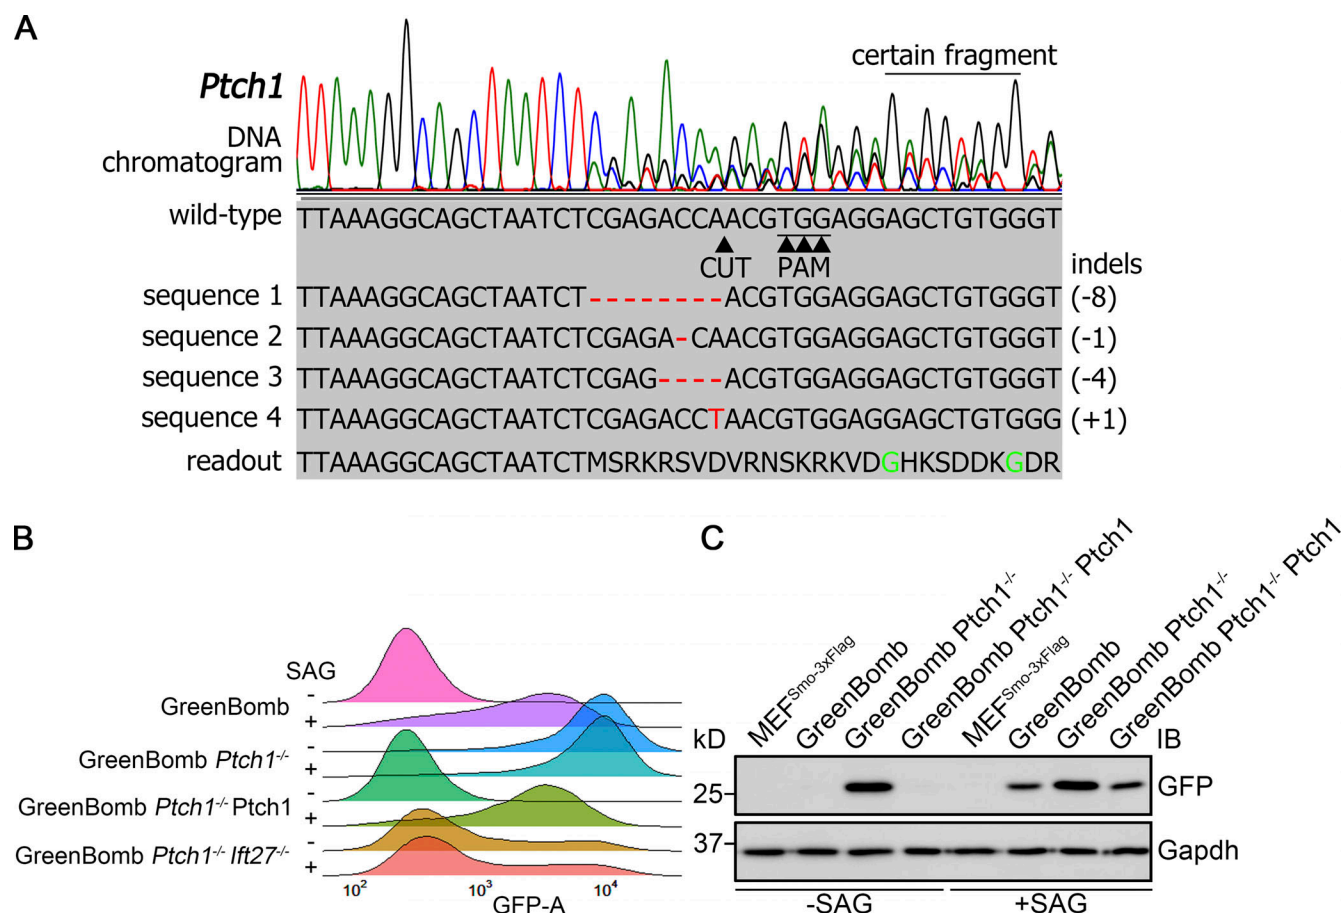 A
certain fragment
Ptch1
DNA
chromatogram
wild-type TTAAAGGCAGCTAATCTCGAGACCAACGTGGAGGAGCTGTGGGT
CUT PAM
indels
sequence 1 TTAAAGGCAGCTAATCT--------ACGTGGAGGAGCTGTGGGT (-8)
sequence 2 TTAAAGGCAGCTAATCTCGAGA-CAACGTGGAGGAGCTGTGGGT (-1)
sequence 3 TTAAAGGCAGCTAATCTCGAG----ACGTGGAGGAGCTGTGGGT (-4)
sequence 4 TTAAAGGCAGCTAATCTCGAGACCTAACGTGGAGGAGCTGTGGG (+1)
readout TTAAAGGCAGCTAATCTMSRKRSVDVRNSKRKVDGHKSDDKGDR
B
SAG
GreenBomb
-
+
GreenBomb Ptch1-/-
-
+
GreenBomb Ptch1-/- Ptch1
-
+
GreenBomb Ptch1-/- Ift27-/-
-
+
10² 10³ 10⁴
GFP-A
C
MEFSmo-3xFlag
GreenBomb
GreenBomb Ptch1-/-
GreenBomb Ptch1-/- Ptch1
MEFSmo-3xFlag
GreenBomb
GreenBomb Ptch1-/-
GreenBomb Ptch1-/- Ptch1
kD
IB
25
GFP
37
Gapdh
-SAG +SAG